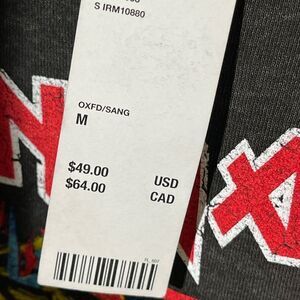 S IRM10880
OXFD/SANG
M
$49.00 USD
$64.00 CAD